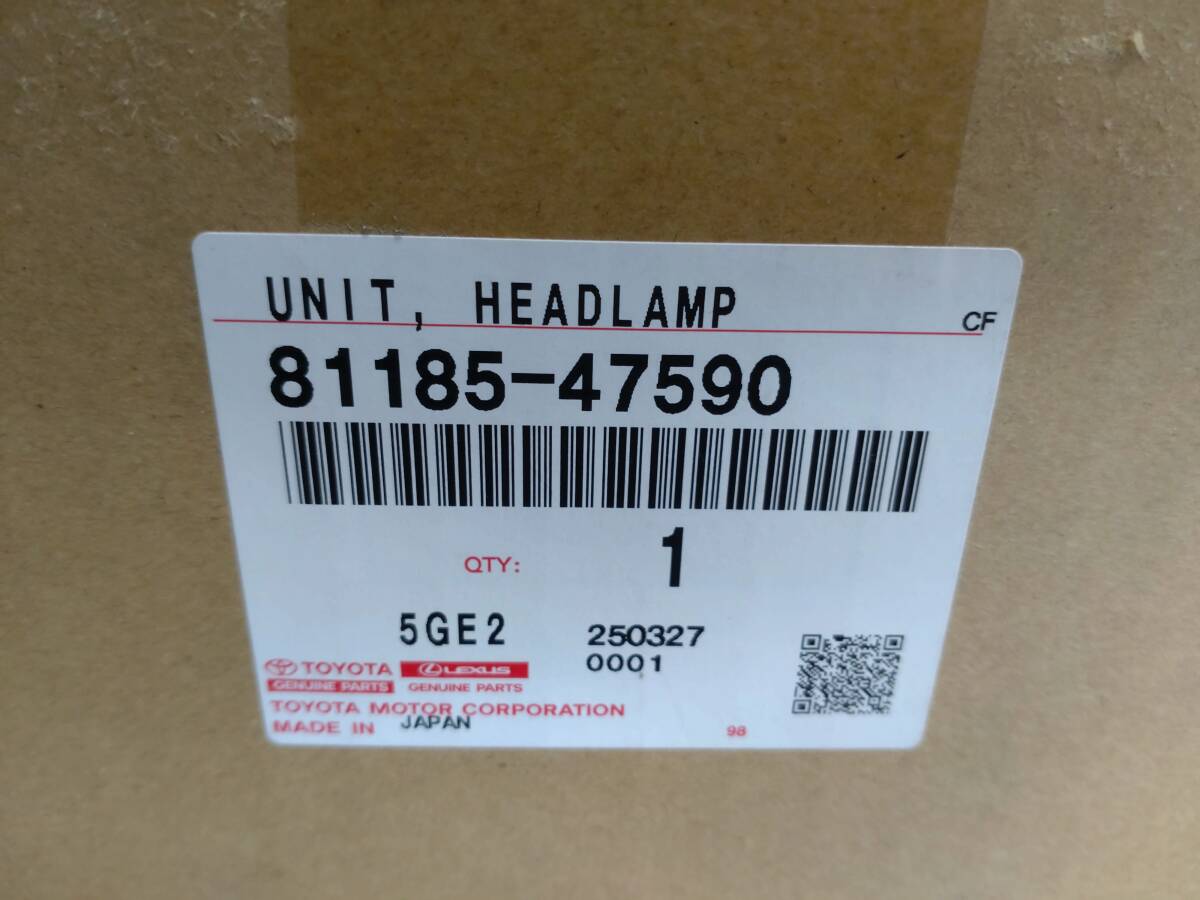 UNIT, HEADLAMP
CF
81185-47590
QTY: 1
5GE2 250327
0001
TOYOTA LEXUS
GENUINE PARTS GENUINE PARTS
TOYOTA MOTOR CORPORATION
MADE IN JAPAN
98